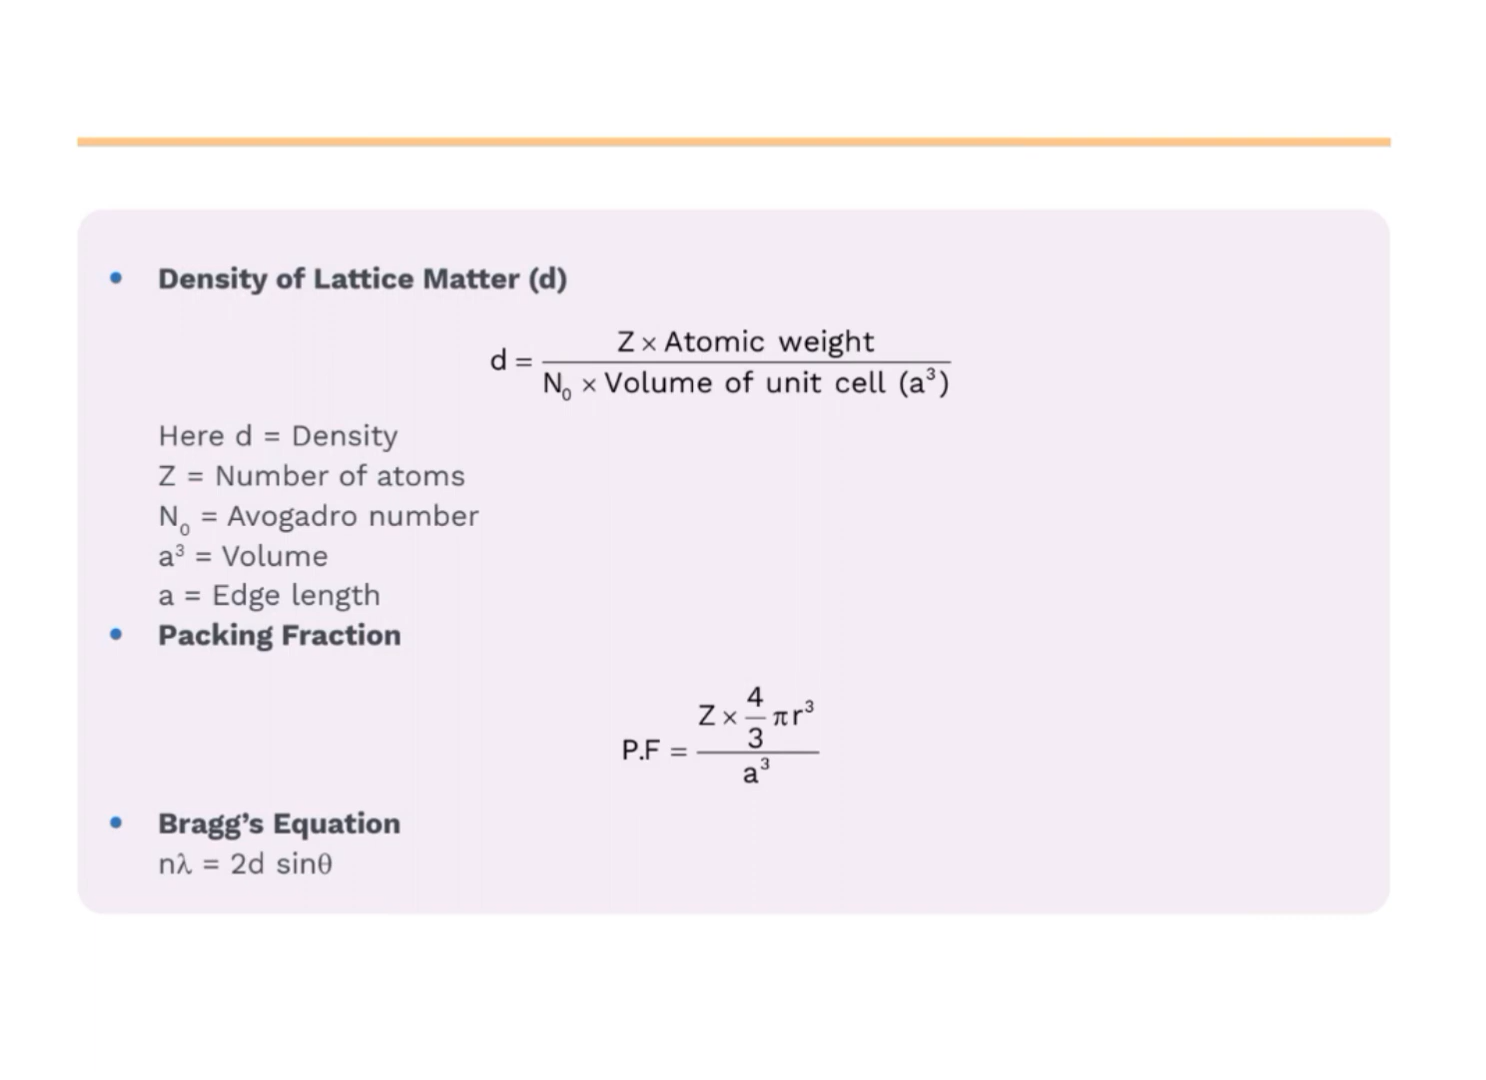 • Density of Lattice Matter (d)
d = Z × Atomic weight / N₀ × Volume of unit cell (a³)
Here d = Density
Z = Number of atoms
N₀ = Avogadro number
a³ = Volume
a = Edge length
• Packing Fraction
P.F = Z × 4/3 πr³ / a³
• Bragg’s Equation
nλ = 2d sinθ